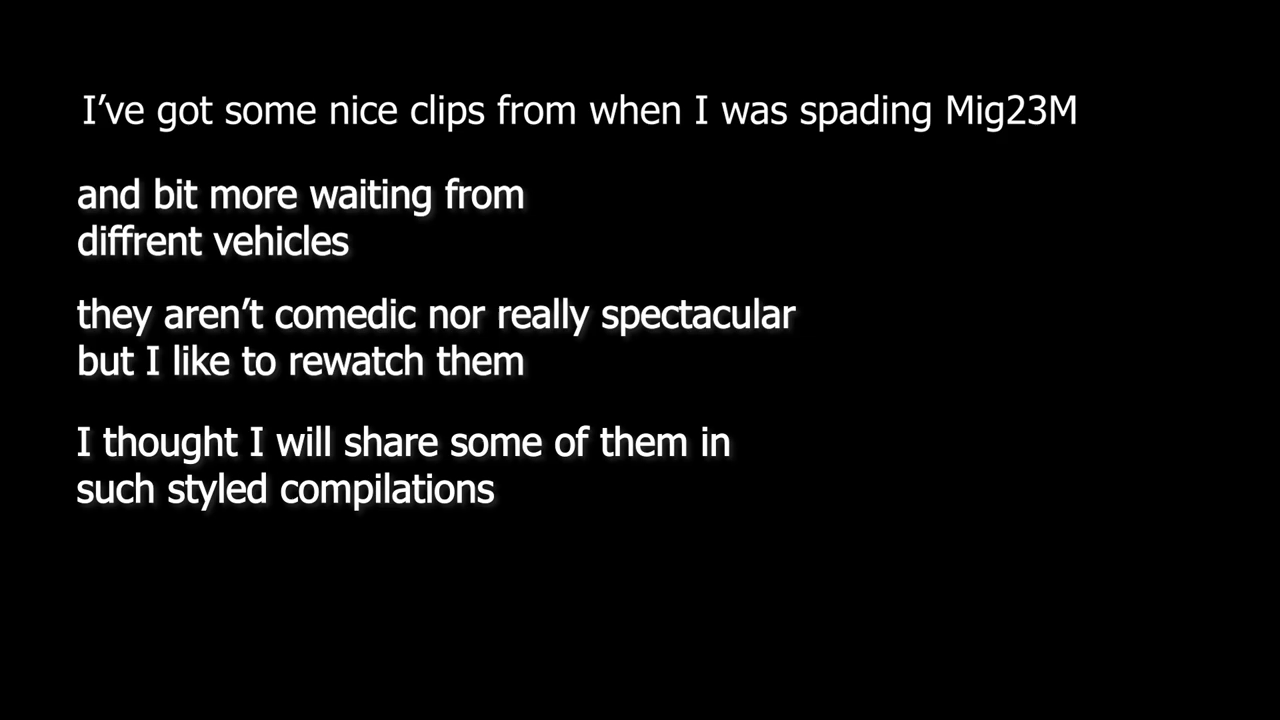 I’ve got some nice clips from when I was spading Mig23M
and bit more waiting from
diffrent vehicles
they aren’t comedic nor really spectacular
but I like to rewatch them
I thought I will share some of them in
such styled compilations